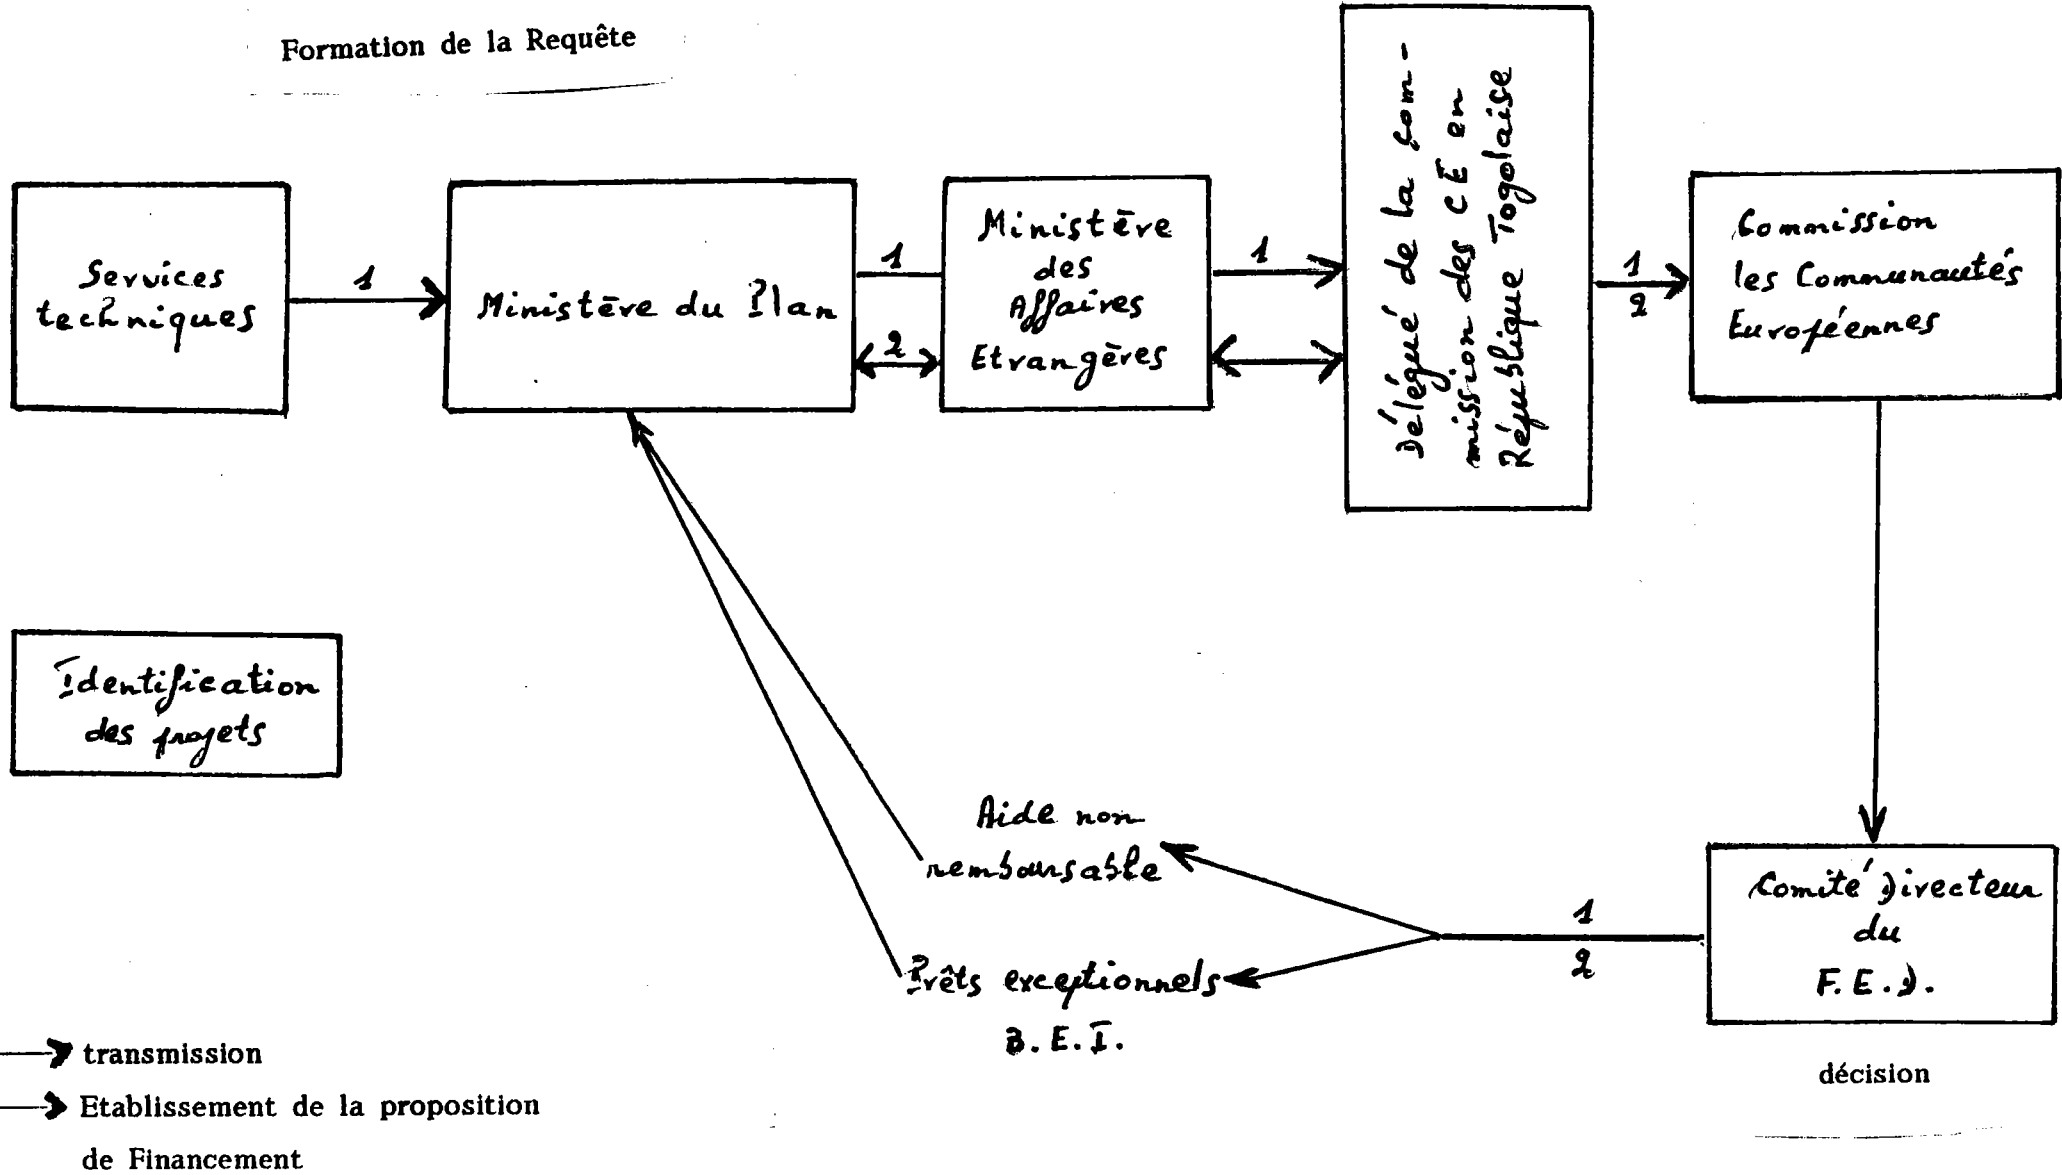 Formation de la Requête
Services
techniques
1
Ministère du Plan
1
2
Ministère
des
Affaires
Etrangères
1
Délégué de la Com-
mission des CE en
République Togolaise
1
2
Commission
les Communautés
Européennes
Identification
des projets
Aide non
remboursable
Prêts exceptionnels
B.E.I.
1
2
Comité Directeur
du
F.E.D.
décision
transmission
Etablissement de la proposition
de Financement